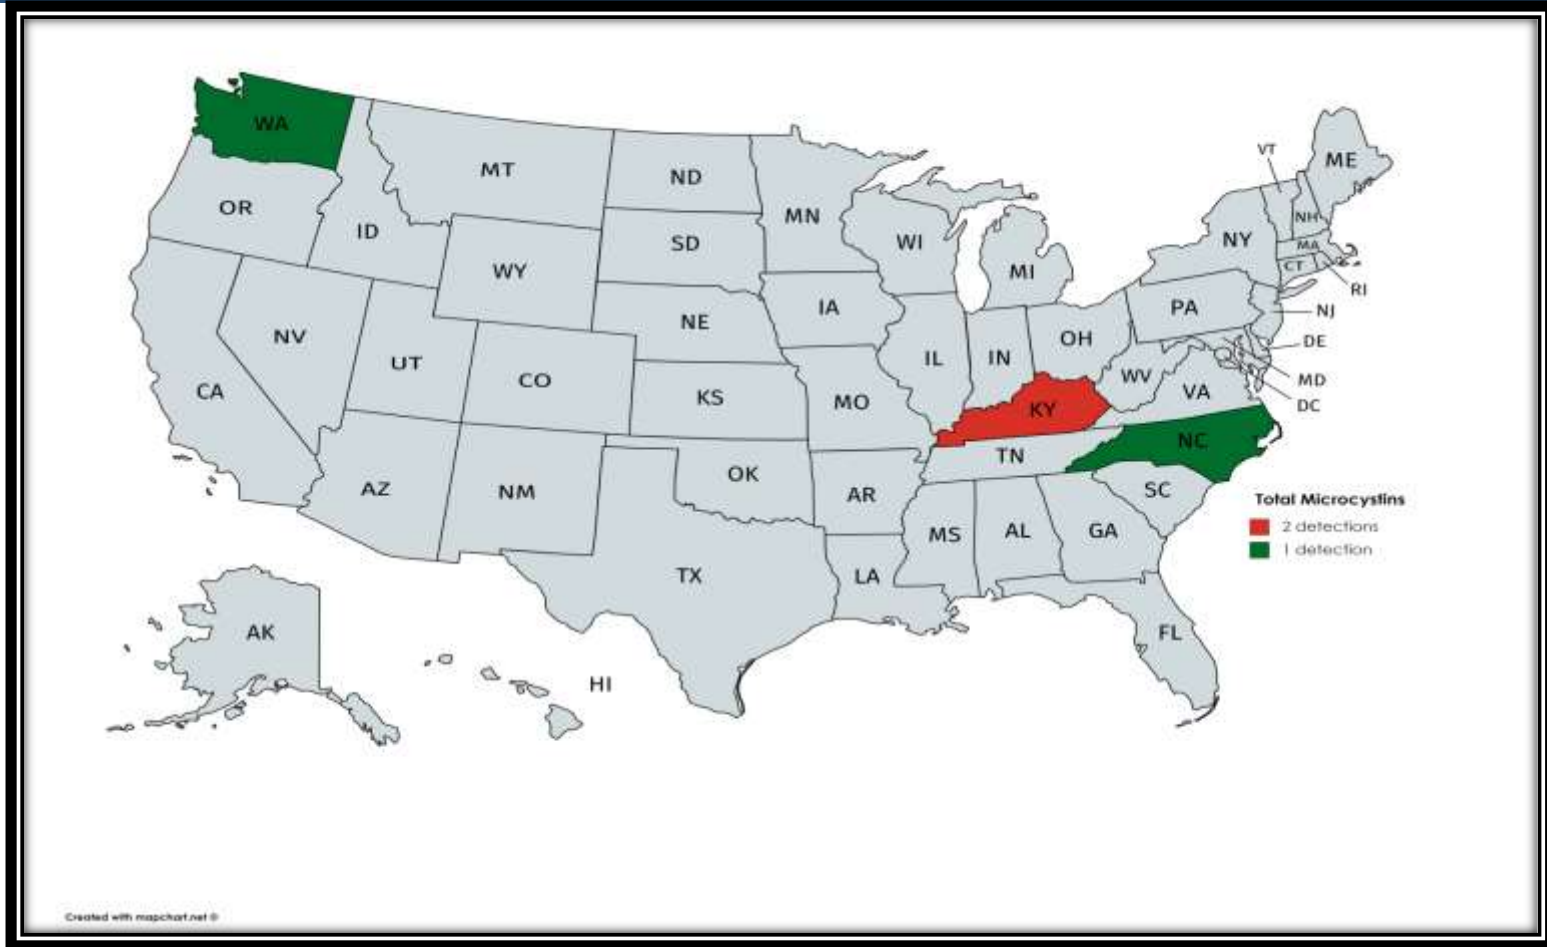 WA
MT
ND
MN
VT
ME
OR
ID
SD
WI
NH
NY
MA
WY
MI
CT
RI
IA
PA
NJ
NE
NV
OH
DE
UT
IL
IN
CO
WV
MD
CA
KS
MO
VA
DC
KY
NC
TN
OK
AZ
NM
AR
SC
Total Microcystins
2 detections
1 detection
MS
AL
GA
TX
LA
AK
FL
HI
Created with mapchart.net ©